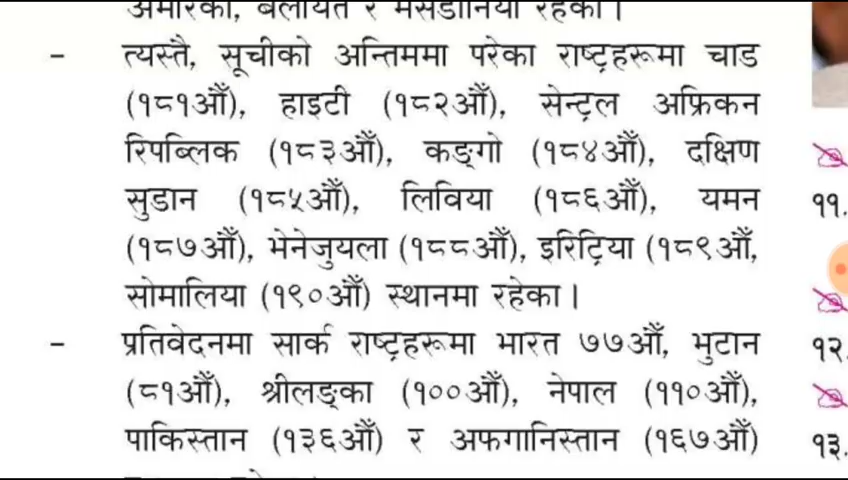 अमेरिका, बेलायत र मेसेडोनिया रहेका।
- त्यस्तै, सूचीको अन्तिममा परेका राष्ट्रहरूमा चाड
(१८१औँ), हाइटी (१८२औँ), सेन्ट्रल अफ्रिकन
रिपब्लिक (१८३औँ), कङ्गो (१८४औँ), दक्षिण
सुडान (१८५औँ), लिविया (१८६औँ), यमन
(१८७औँ), भेनेजुयला (१८८औँ), इरिट्रिया (१८९औँ,
सोमालिया (१९०औँ) स्थानमा रहेका।
- प्रतिवेदनमा सार्क राष्ट्रहरूमा भारत ७७औँ, भुटान
(८१औँ), श्रीलङ्का (१००औँ), नेपाल (११०औँ),
पाकिस्तान (१३६औँ) र अफगानिस्तान (१६७औँ)
११.
१२.
१३.